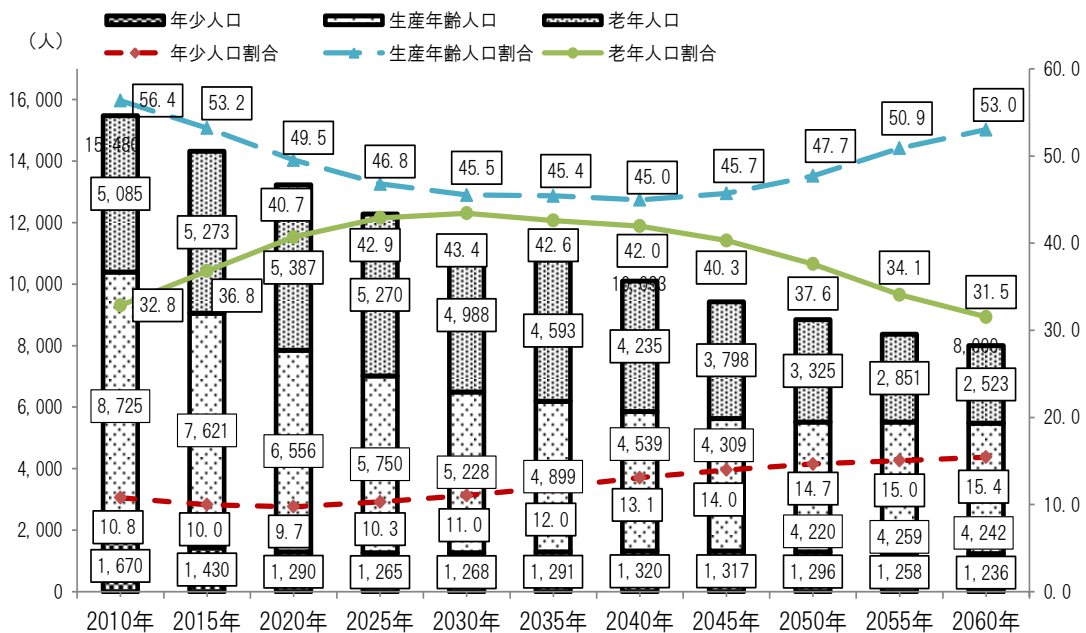 年少人口 生産年齢人口 老年人口
年少人口割合 生産年齢人口割合 老年人口割合
（人）
60.0
50.0
40.0
30.0
20.0
10.0
0.0
16,000
14,000
12,000
10,000
8,000
6,000
4,000
2,000
0
56.4 53.2 49.5 46.8 45.5 45.4 45.0 45.7 47.7 50.9 53.0
15,480
32.8 36.8 40.7 42.9 43.4 42.6 42.0 40.3 37.6 34.1 31.5
5,085 5,273 5,387 5,270 4,988 4,593 4,235 3,798 3,325 2,851 2,523
8,725 7,621 6,556 5,750 5,228 4,899 4,539 4,309 4,220 4,259 4,242
10.8 10.0 9.7 10.3 11.0 12.0 13.1 14.0 14.7 15.0 15.4
1,670 1,430 1,290 1,265 1,268 1,291 1,320 1,317 1,296 1,258 1,236
2010年 2015年 2020年 2025年 2030年 2035年 2040年 2045年 2050年 2055年 2060年